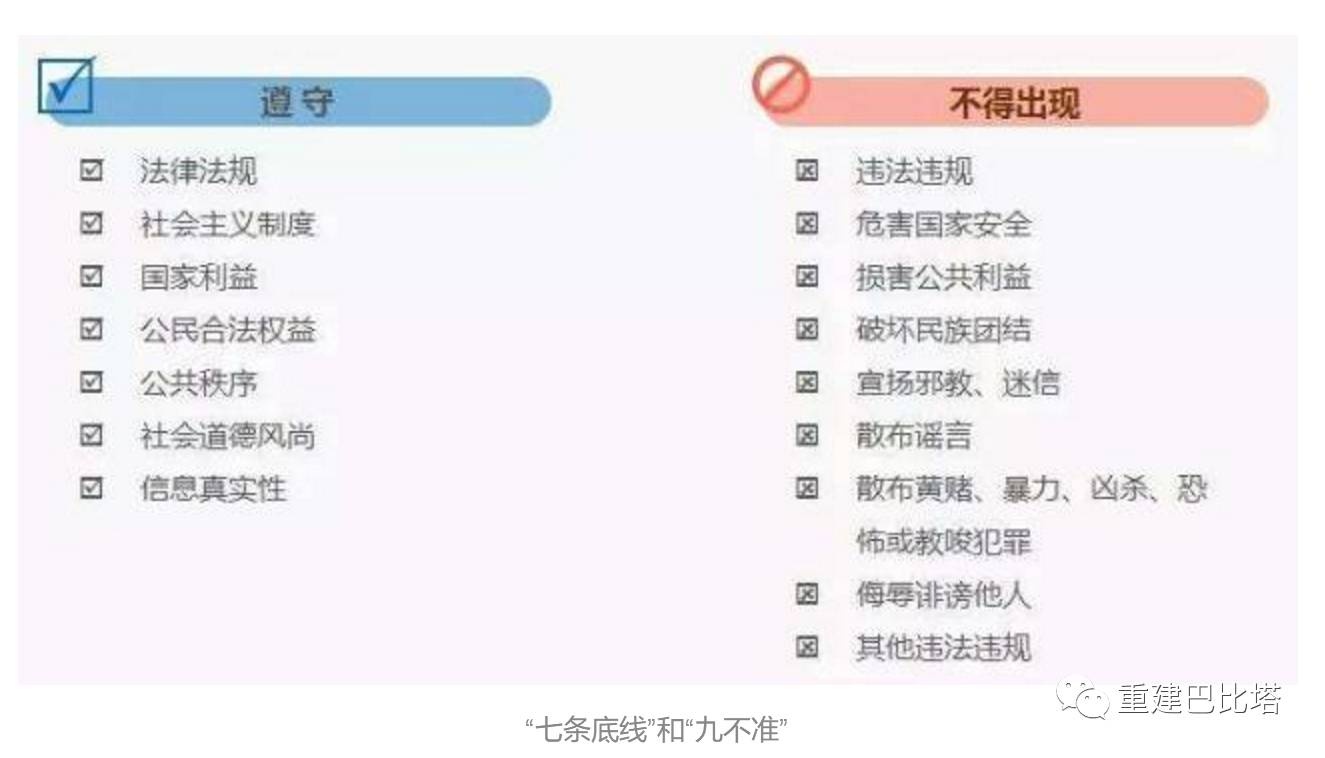 遵守
法律法规
社会主义制度
国家利益
公民合法权益
公共秩序
社会道德风尚
信息真实性
不得出现
违法违规
危害国家安全
损害公共利益
破坏民族团结
宣扬邪教、迷信
散布谣言
散布黄赌、暴力、凶杀、恐
怖或教唆犯罪
侮辱诽谤他人
其他违法违规
重建巴比塔
“七条底线”和“九不准”